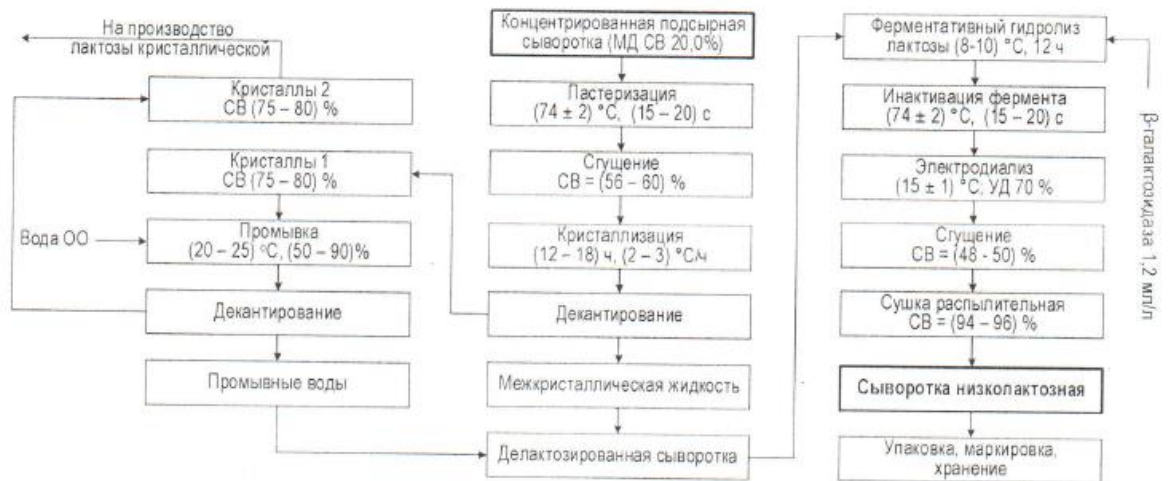 На производство
лактозы кристаллической
Кристаллы 2
СВ (75 – 80) %
Кристаллы 1
СВ (75 – 80) %
Вода ОО
Промывка
(20 – 25) °С, (50 – 90)%
Декантирование
Промывные воды
Концентрированная подсырная
сыворотка (МД СВ 20,0%)
Пастеризация
(74 ± 2) °С, (15 – 20) с
Сгущение
СВ = (56 – 60) %
Кристаллизация
(12 – 18) ч, (2 – 3) °С/ч
Декантирование
Межкристаллическая жидкость
Делактозированная сыворотка
Ферментативный гидролиз
лактозы (8-10) °С, 12 ч
Инактивация фермента
(74 ± 2) °С, (15 – 20) с
Электродиализ
(15 ± 1) °С, УД 70 %
Сгущение
СВ = (48 - 50) %
Сушка распылительная
СВ = (94 – 96) %
Сыворотка низколактозная
Упаковка, маркировка,
хранение
β-галактозидаза 1,2 мл/л